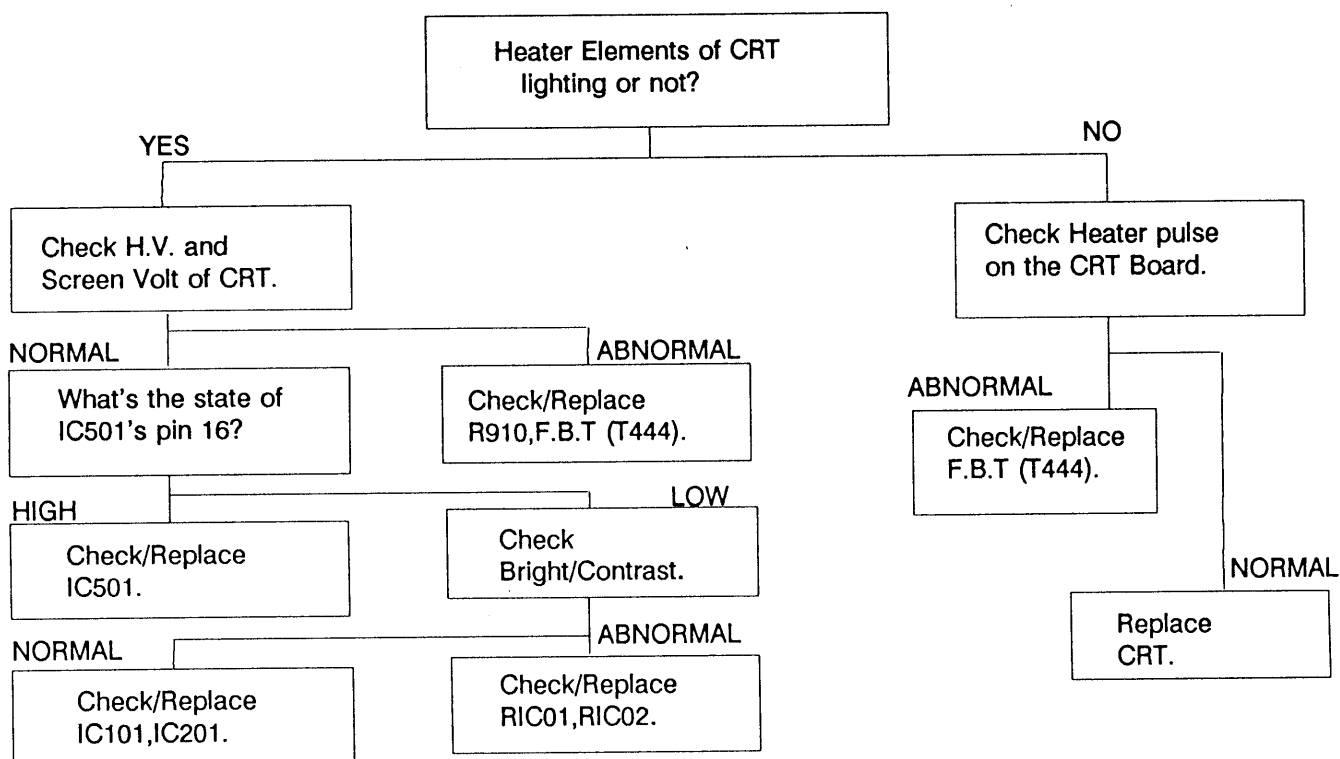 Heater Elements of CRT
lighting or not?
YES
NO
Check H.V. and
Screen Volt of CRT.
Check Heater pulse
on the CRT Board.
NORMAL
ABNORMAL
What's the state of
IC501's pin 16?
Check/Replace
R910,F.B.T (T444).
ABNORMAL
Check/Replace
F.B.T (T444).
HIGH
LOW
Check/Replace
IC501.
Check
Bright/Contrast.
NORMAL
Replace
CRT.
NORMAL
ABNORMAL
Check/Replace
IC101,IC201.
Check/Replace
RIC01,RIC02.